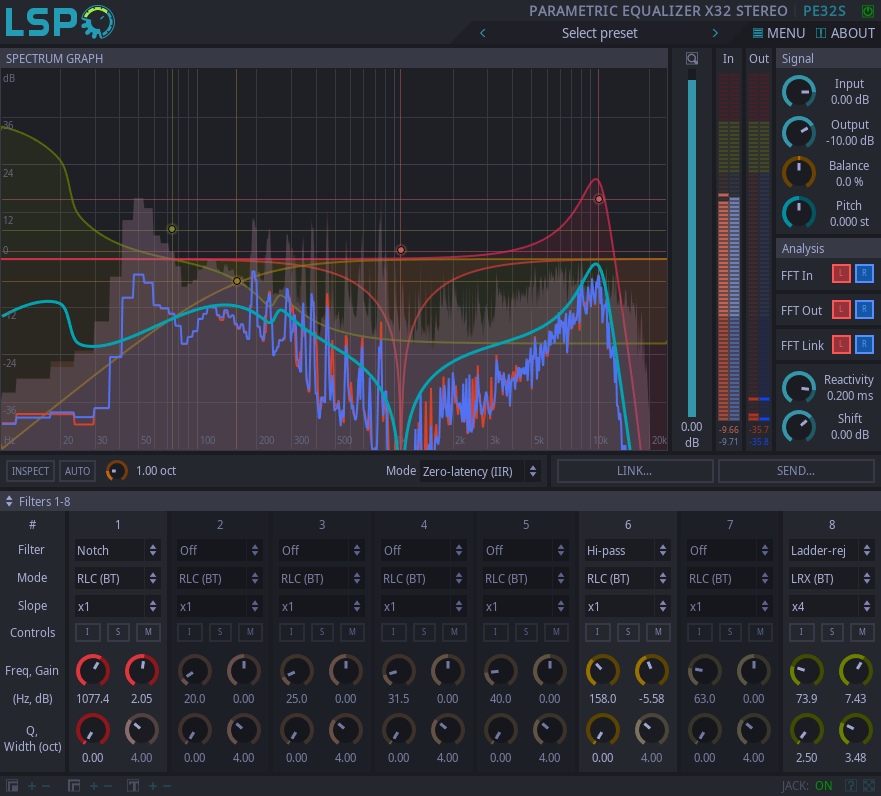 LSP
PARAMETRIC EQUALIZER X32 STEREO PE32S
Select preset
MENU ABOUT
SPECTRUM GRAPH
In Out
Signal
dB
36
24
12
0
-12
-24
-36
Hz 20 30 50 100 200 300 500 1k 2k 3k 5k 10k 20k
0.00
dB
-9.66 -35.7
-9.71 -35.8
Input
0.00 dB
Output
-10.00 dB
Balance
0.0 %
Pitch
0.000 st
Analysis
FFT In L R
FFT Out L R
FFT Link L R
Reactivity
0.200 ms
Shift
0.00 dB
INSPECT AUTO 1.00 oct
Mode Zero-latency (IIR)
LINK... SEND...
Filters 1-8
# 1 2 3 4 5 6 7 8
Filter Notch Off Off Off Off Hi-pass Off Ladder-rej
Mode RLC (BT) RLC (BT) RLC (BT) RLC (BT) RLC (BT) RLC (BT) RLC (BT) LRX (BT)
Slope x1 x1 x1 x1 x1 x1 x1 x4
Controls I S M I S M I S M I S M I S M I S M I S M I S M
Freq, Gain
(Hz, dB) 1077.4 2.05 20.0 0.00 25.0 0.00 31.5 0.00 40.0 0.00 158.0 -5.58 63.0 0.00 73.9 7.43
Q,
Width (oct)
0.00 4.00 0.00 4.00 0.00 4.00 0.00 4.00 0.00 4.00 0.00 4.00 0.00 4.00 2.50 3.48
JACK: ON ?